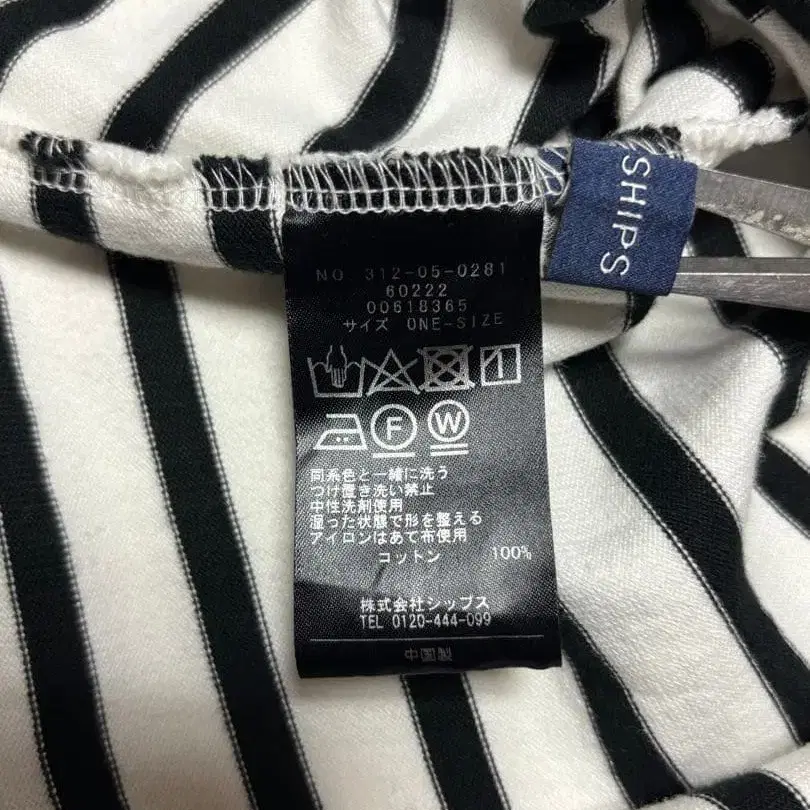 SHIPS
NO 312-05-0281
60222
00618365
サイズ ONE-SIZE
F W
同系色と一緒に洗う
つけ置き洗い禁止
中性洗剤使用
湿った状態で形を整える
アイロンはあて布使用
コットン 100%
株式会社シップス
TEL 0120-444-099
中国製